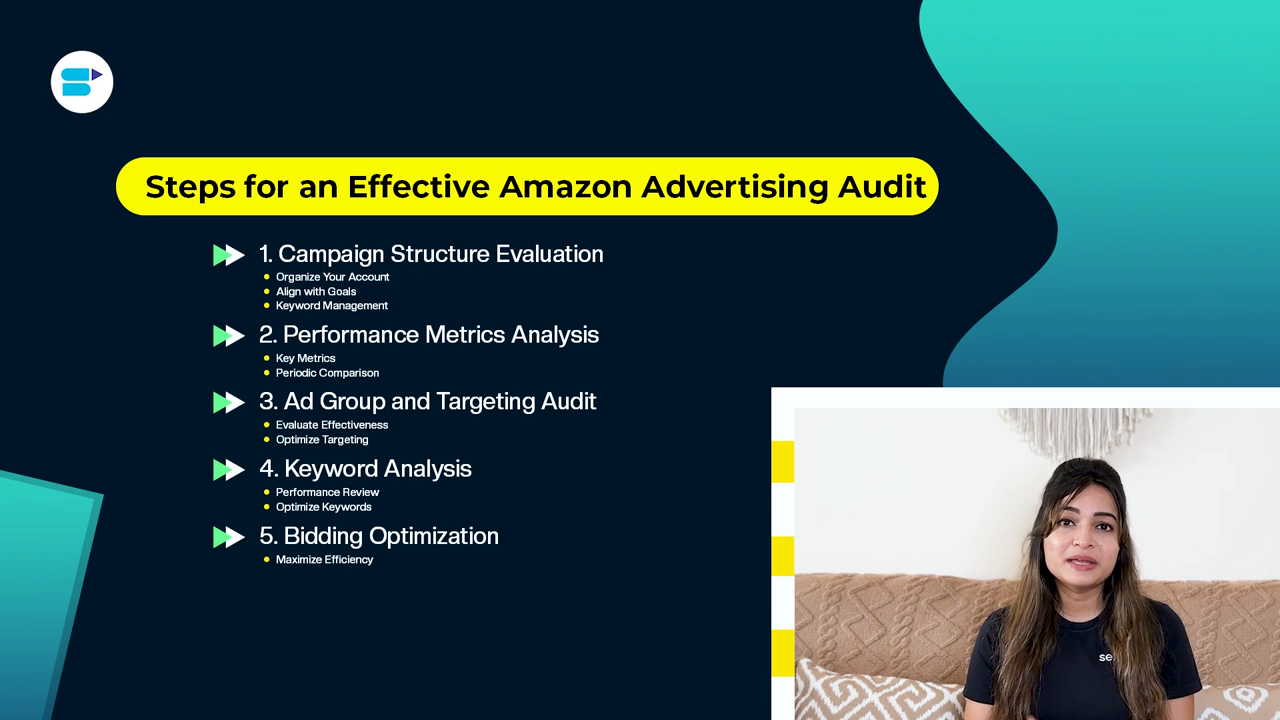 Steps for an Effective Amazon Advertising Audit
1. Campaign Structure Evaluation
Organize Your Account
Align with Goals
Keyword Management
2. Performance Metrics Analysis
Key Metrics
Periodic Comparison
3. Ad Group and Targeting Audit
Evaluate Effectiveness
Optimize Targeting
4. Keyword Analysis
Performance Review
Optimize Keywords
5. Bidding Optimization
Maximize Efficiency